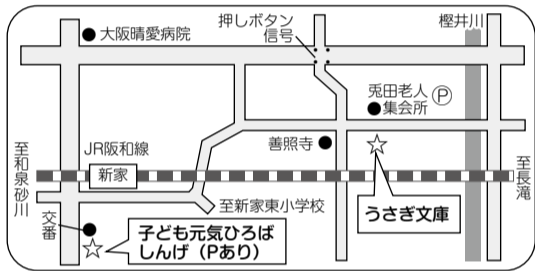 大阪晴愛病院
押しボタン
信号
樫井川
兎田老人
集会所
P
善照寺
JR阪和線
新家
至和泉砂川
至長滝
至新家東小学校
うさぎ文庫
交番
子ども元気ひろば
しんげ（Pあり）